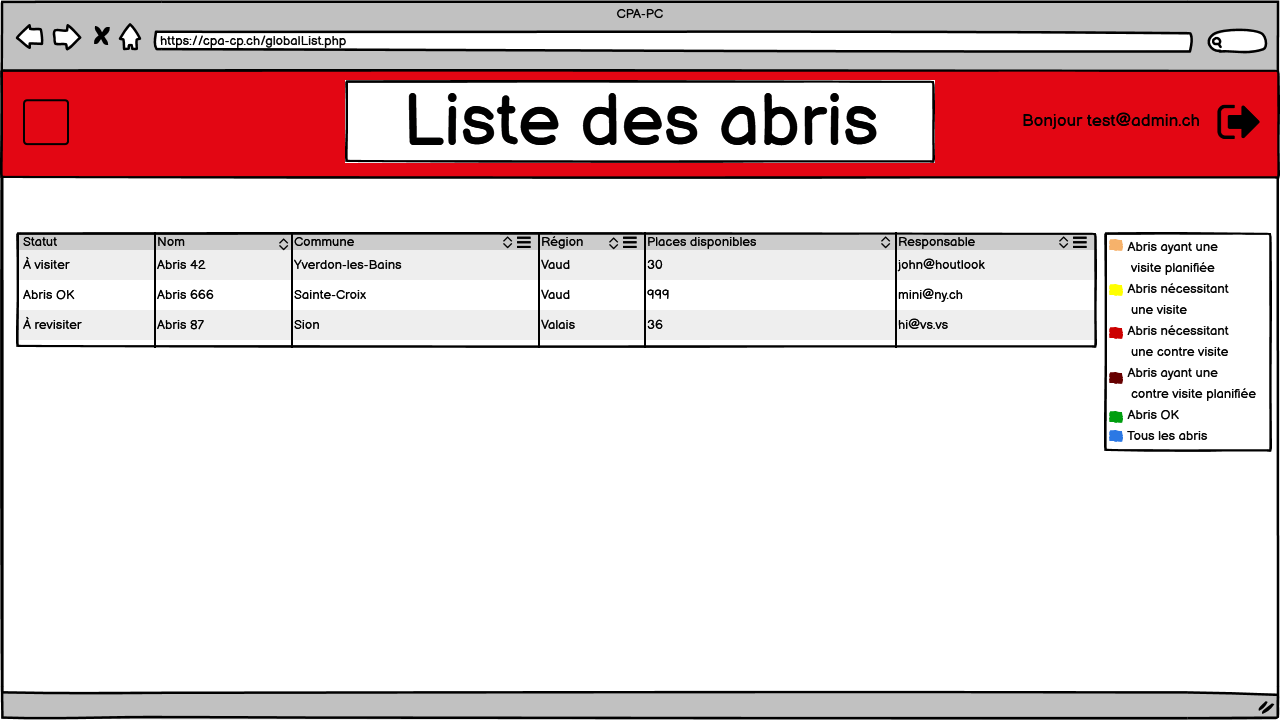 CPA-PC
https://cpa-cp.ch/globalList.php
Liste des abris
Bonjour test@admin.ch
Statut Nom Commune Région Places disponibles Responsable
À visiter Abris 42 Yverdon-les-Bains Vaud 30 john@houtlook
Abris OK Abris 666 Sainte-Croix Vaud 999 mini@ny.ch
À revisiter Abris 87 Sion Valais 36 hi@vs.vs
Abris ayant une
visite planifiée
Abris nécessitant
une visite
Abris nécessitant
une contre visite
Abris ayant une
contre visite planifiée
Abris OK
Tous les abris